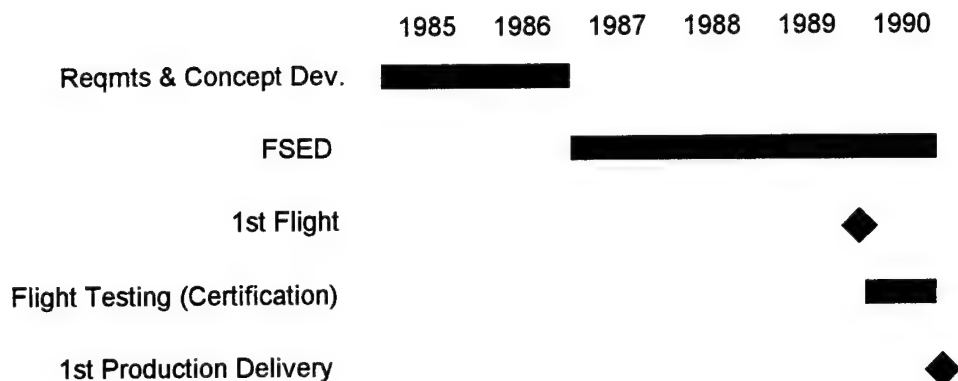 1985 1986 1987 1988 1989 1990
Reqmts & Concept Dev.
FSED
1st Flight
Flight Testing (Certification)
1st Production Delivery